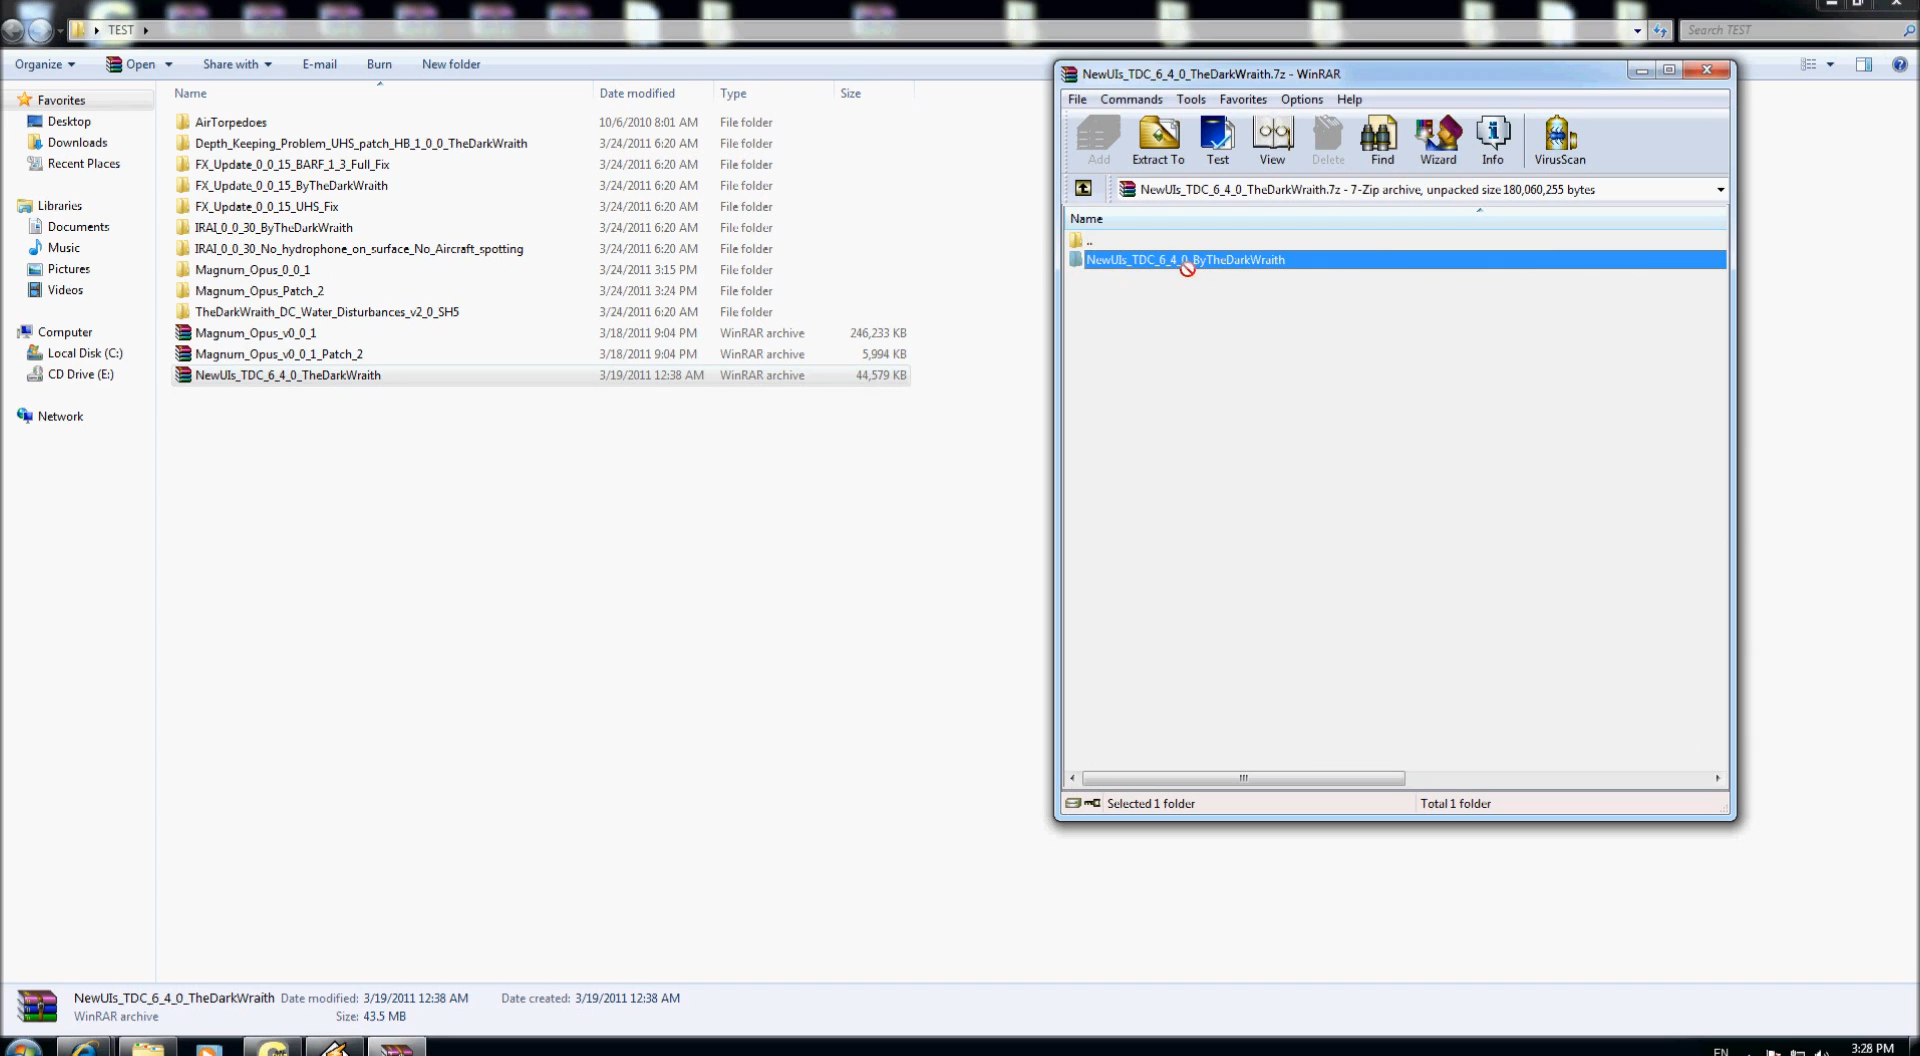 TEST
Search TEST
Organize
Open
Share with
E-mail
Burn
New folder
Favorites
Desktop
Downloads
Recent Places
Libraries
Documents
Music
Pictures
Videos
Computer
Local Disk (C:)
CD Drive (E:)
Network
Name Date modified Type Size
AirTorpedoes 10/6/2010 8:01 AM File folder
Depth_Keeping_Problem_UHS_patch_HB_1_0_0_TheDarkWraith 3/24/2011 6:20 AM File folder
FX_Update_0_0_15_BARF_1_3_Full_Fix 3/24/2011 6:20 AM File folder
FX_Update_0_0_15_ByTheDarkWraith 3/24/2011 6:20 AM File folder
FX_Update_0_0_15_UHS_Fix 3/24/2011 6:20 AM File folder
IRAI_0_0_30_ByTheDarkWraith 3/24/2011 6:20 AM File folder
IRAI_0_0_30_No_hydrophone_on_surface_No_Aircraft_spotting 3/24/2011 6:20 AM File folder
Magnum_Opus_0_0_1 3/24/2011 3:15 PM File folder
Magnum_Opus_Patch_2 3/24/2011 3:24 PM File folder
TheDarkWraith_DC_Water_Disturbances_v2_0_SH5 3/24/2011 6:20 AM File folder
Magnum_Opus_v0_0_1 3/18/2011 9:04 PM WinRAR archive 246,233 KB
Magnum_Opus_v0_0_1_Patch_2 3/18/2011 9:04 PM WinRAR archive 5,994 KB
NewUIs_TDC_6_4_0_TheDarkWraith 3/19/2011 12:38 AM WinRAR archive 44,579 KB
NewUIs_TDC_6_4_0_TheDarkWraith.7z - WinRAR
File Commands Tools Favorites Options Help
Add Extract To Test View Delete Find Wizard Info VirusScan
NewUIs_TDC_6_4_0_TheDarkWraith.7z - 7-Zip archive, unpacked size 180,060,255 bytes
Name
..
NewUIs_TDC_6_4_0_ByTheDarkWraith
Selected 1 folder Total 1 folder
NewUIs_TDC_6_4_0_TheDarkWraith Date modified: 3/19/2011 12:38 AM Date created: 3/19/2011 12:38 AM
WinRAR archive Size: 43.5 MB
EN 3:28 PM